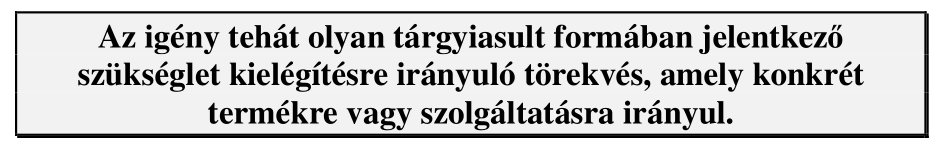 Az igény tehát olyan tárgyiasult formában jelentkező
szükséglet kielégítésre irányuló törekvés, amely konkrét
termékre vagy szolgáltatásra irányul.